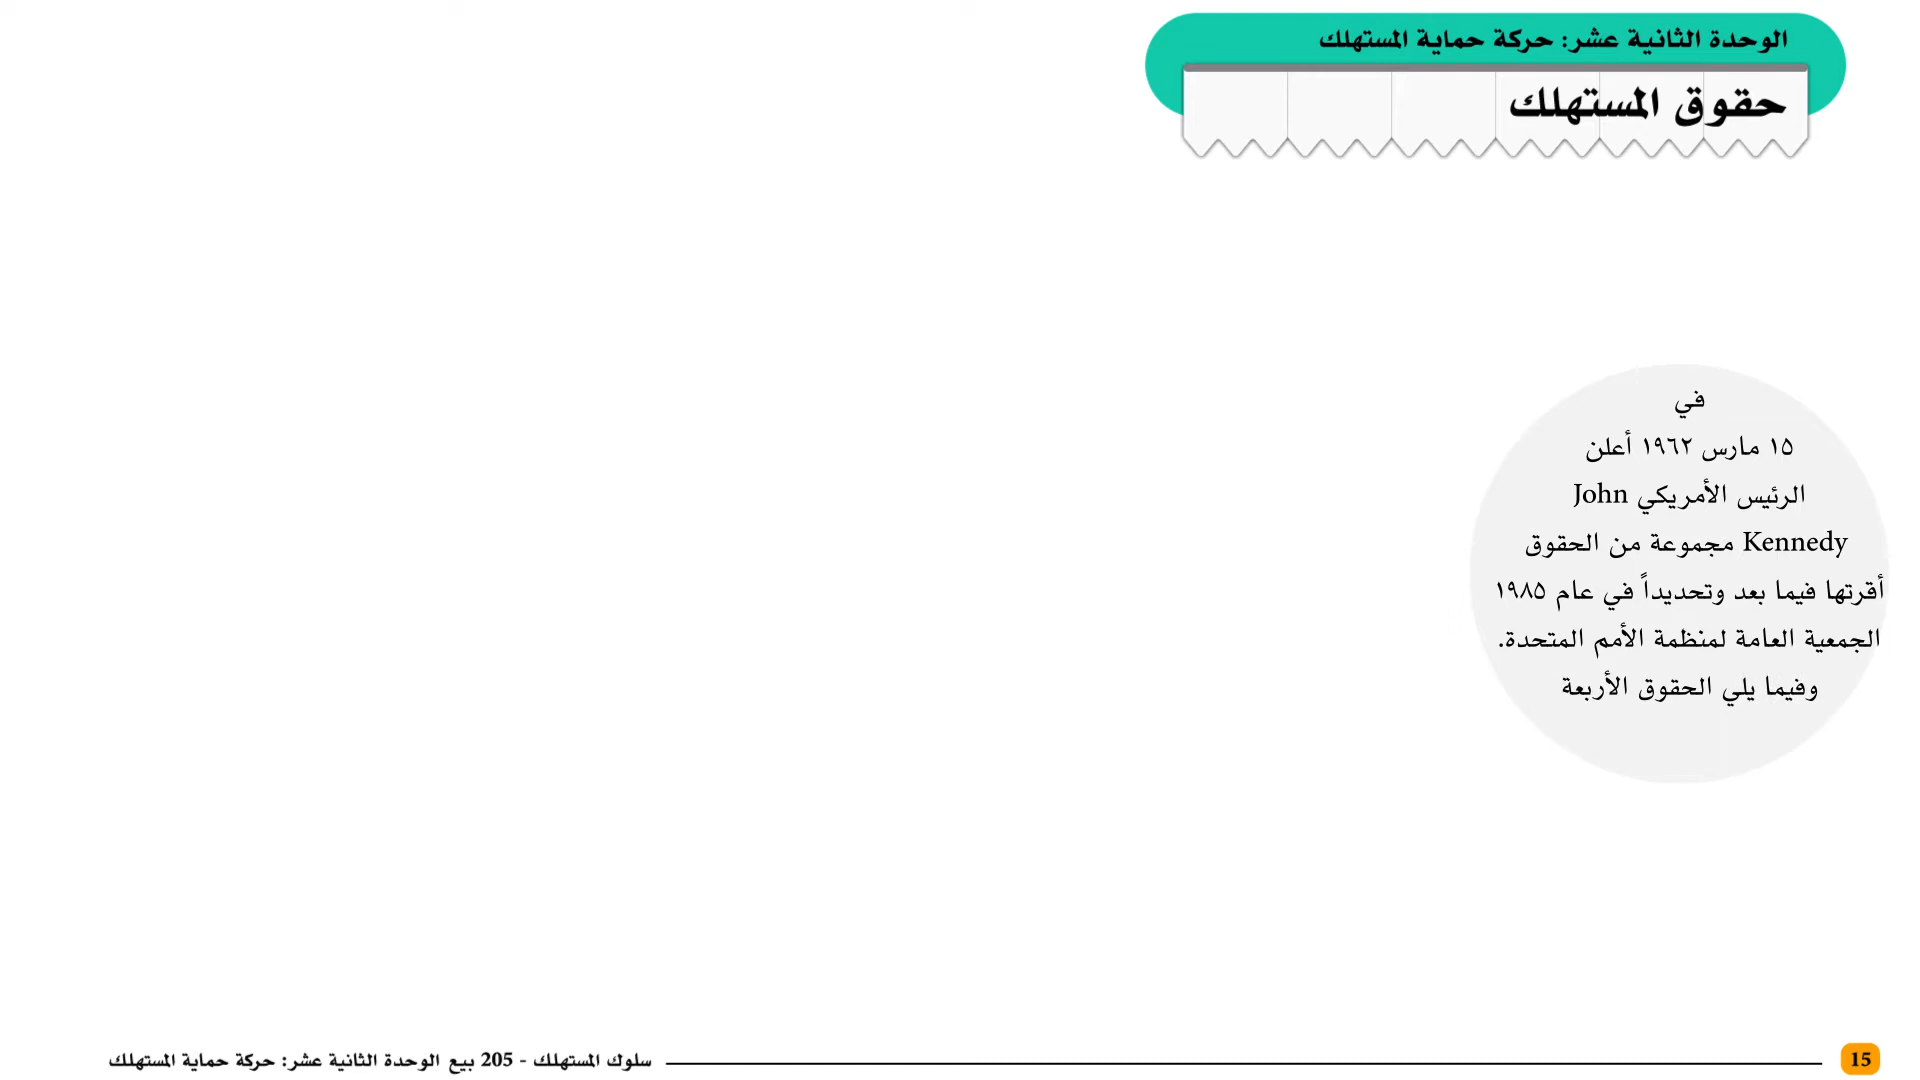 الوحدة الثانية عشر: حركة حماية المستهلك
حقوق المستهلك
في
١٥ مارس ١٩٦٢ أعلن
الرئيس الأمريكي John
Kennedy مجموعة من الحقوق
أقرتها فيما بعد وتحديداً في عام ١٩٨٥
الجمعية العامة لمنظمة الأمم المتحدة.
وفيما يلي الحقوق الأربعة
سلوك المستهلك - 205 بيع الوحدة الثانية عشر: حركة حماية المستهلك
15